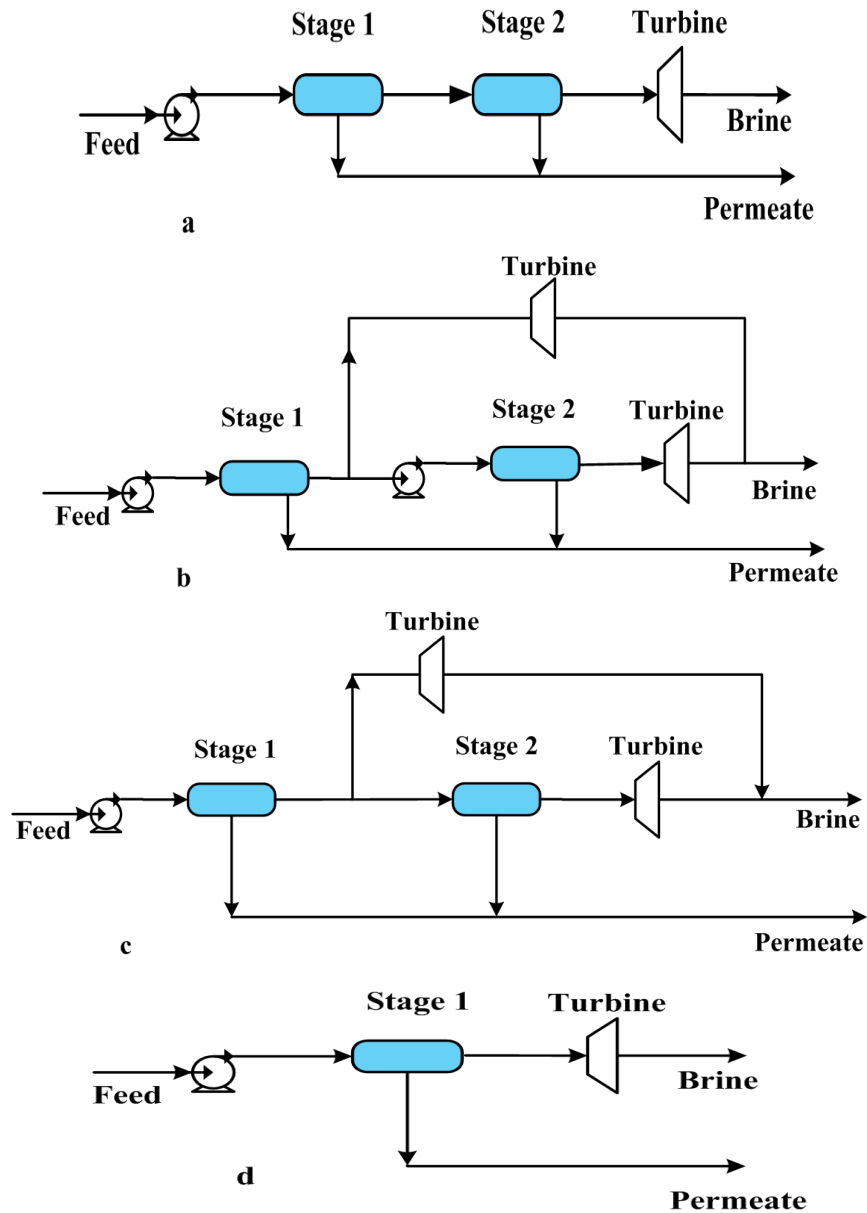 Stage 1 Stage 2 Turbine
Feed
Brine
Permeate
a
Turbine
Stage 1
Stage 2
Turbine
Feed
Brine
Permeate
b
Turbine
Stage 1
Stage 2
Turbine
Feed
Brine
Permeate
c
Stage 1
Turbine
Feed
Brine
d
Permeate